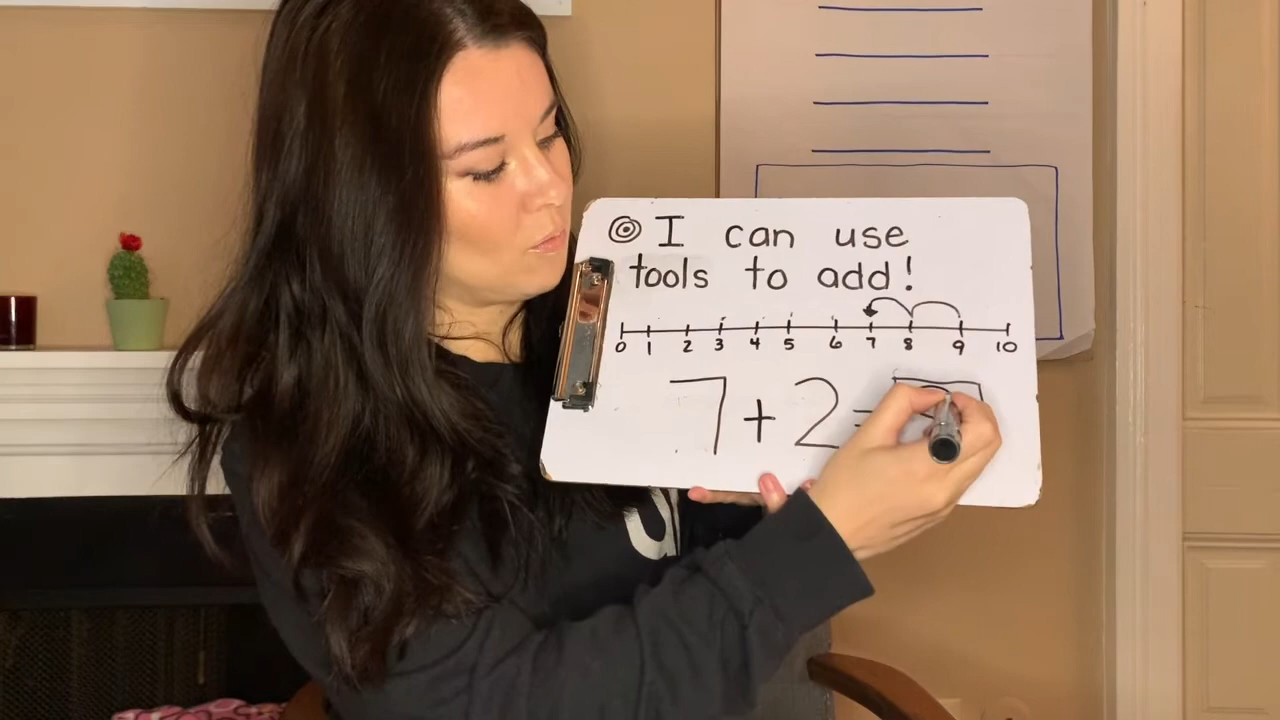 I can use
tools to add!
0 1 2 3 4 5 6 7 8 9 10
7 + 2 =